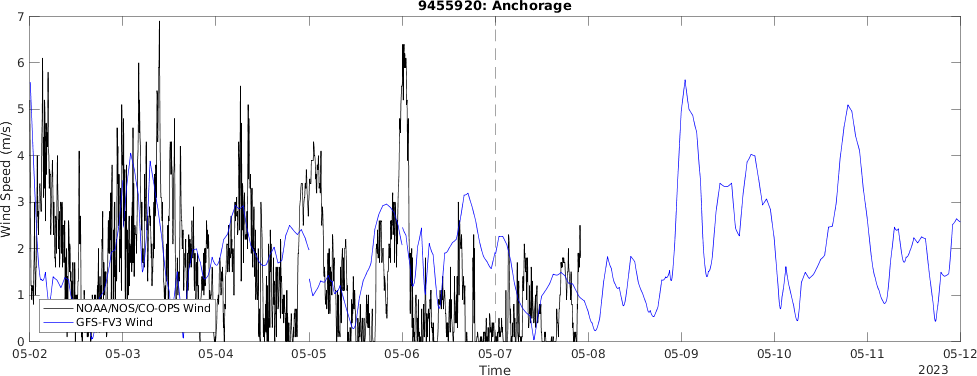 9455920: Anchorage
7
6
5
4
3
2
1
0
Wind Speed (m/s)
NOAA/NOS/CO-OPS Wind
GFS-FV3 Wind
05-02 05-03 05-04 05-05 05-06 05-07 05-08 05-09 05-10 05-11 05-12
Time
2023